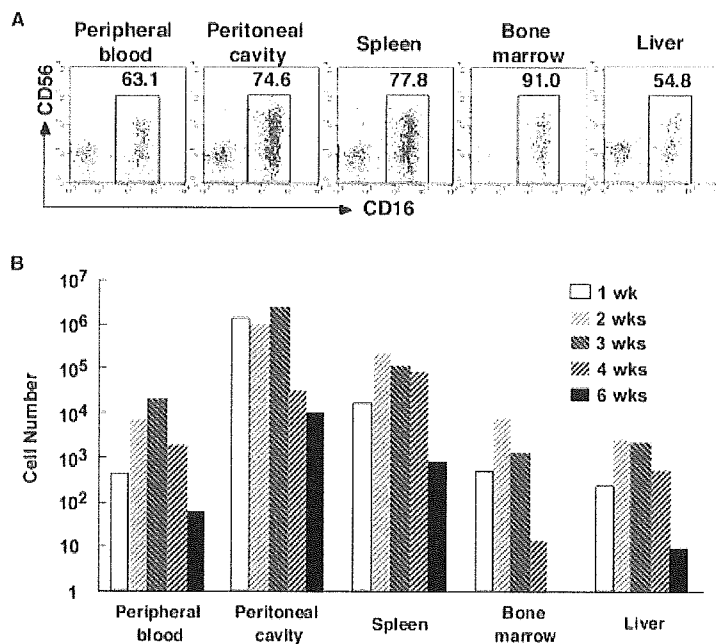 A
Peripheral blood
Peritoneal cavity
Spleen
Bone marrow
Liver
63.1
74.6
77.8
91.0
54.8
CD56
CD16
B
Cell Number
10^7
10^6
10^5
10^4
10^3
10^2
10
1
1 wk
2 wks
3 wks
4 wks
6 wks
Peripheral blood
Peritoneal cavity
Spleen
Bone marrow
Liver